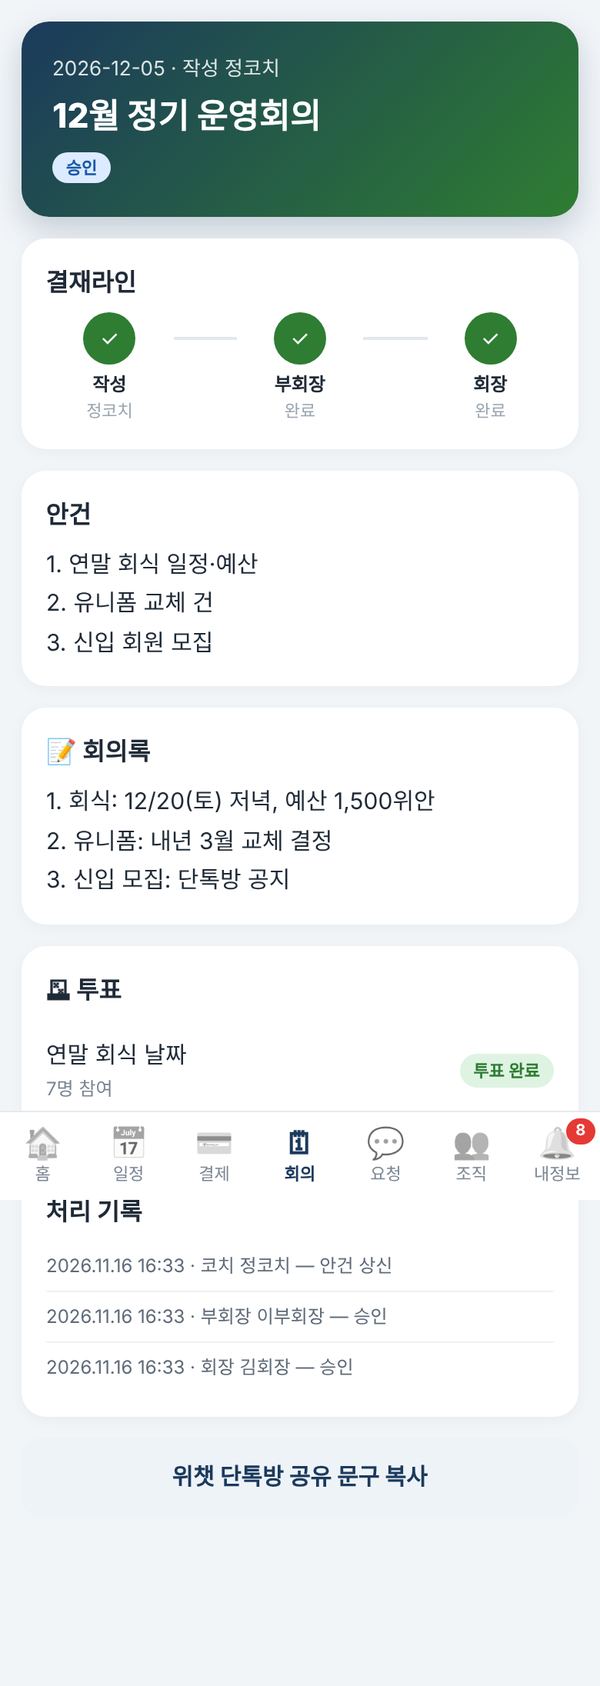 2026-12-05 · 작성 정코치
12월 정기 운영회의
승인
결재라인
작성
부회장
회장
정코치
완료
완료
안건
1. 연말 회식 일정·예산
2. 유니폼 교체 건
3. 신입 회원 모집
📝 회의록
1. 회식: 12/20(토) 저녁, 예산 1,500위안
2. 유니폼: 내년 3월 교체 결정
3. 신입 모집: 단톡방 공지
🗳 투표
연말 회식 날짜
7명 참여
투표 완료
July
17
8
홈
일정
결제
회의
요청
조직
내정보
처리 기록
2026.11.16 16:33 · 코치 정코치 — 안건 상신
2026.11.16 16:33 · 부회장 이부회장 — 승인
2026.11.16 16:33 · 회장 김회장 — 승인
위챗 단톡방 공유 문구 복사